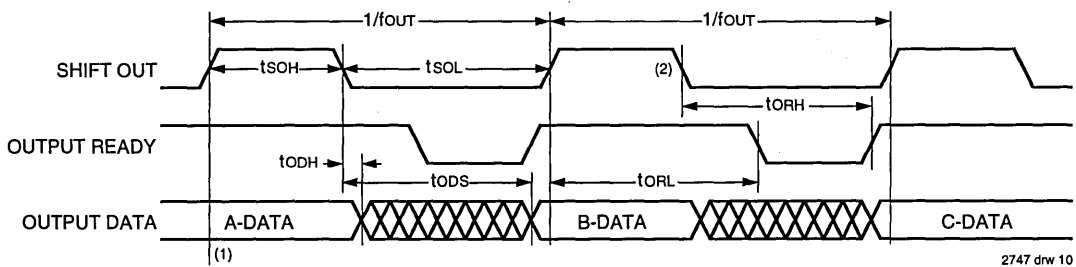 1/fOUT 1/fOUT
SHIFT OUT tSOH tSOL (2)
tORH
OUTPUT READY
tODH
tODS tORL
OUTPUT DATA A-DATA B-DATA C-DATA
(1)
2747 drw 10